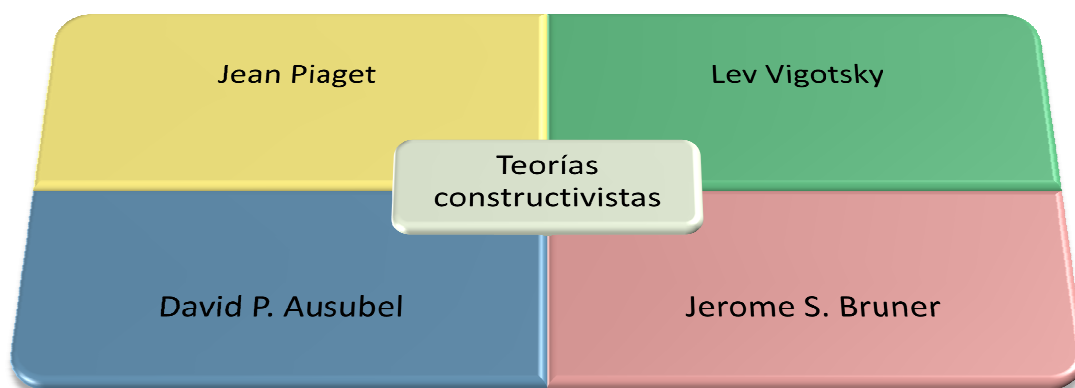 Jean Piaget
Lev Vigotsky
Teorías
constructivistas
David P. Ausubel
Jerome S. Bruner